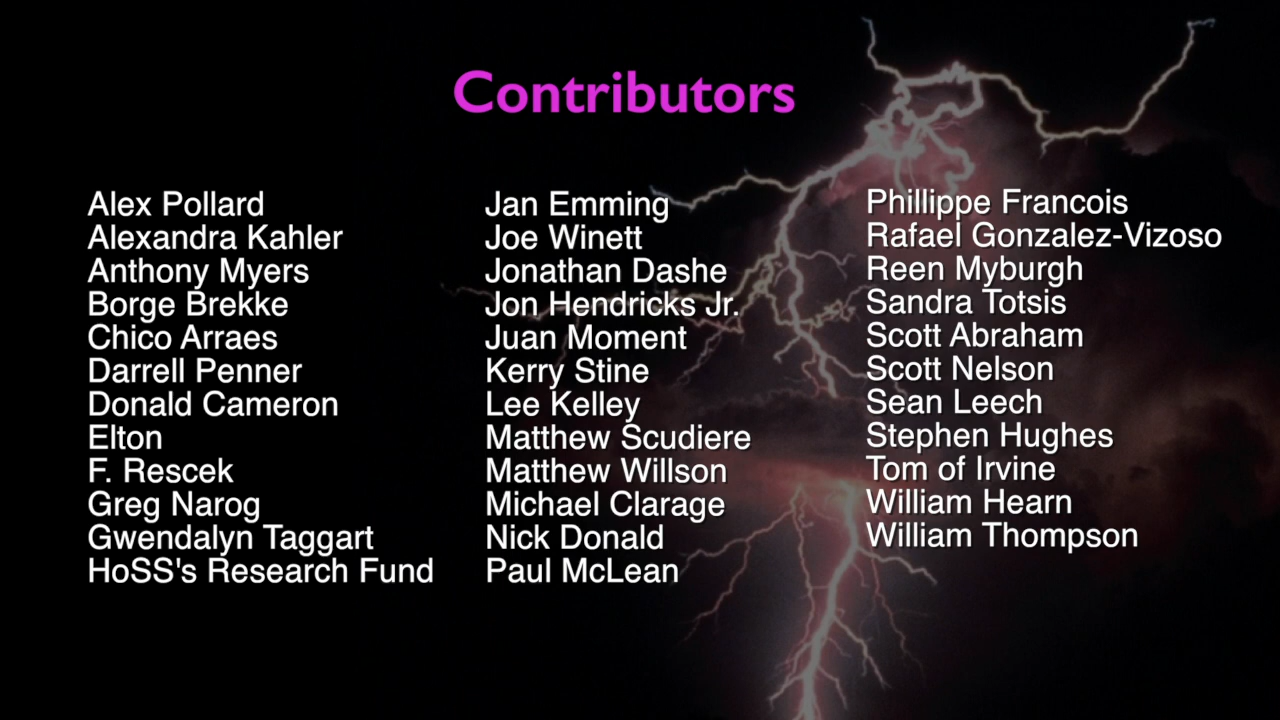 Contributors
Alex Pollard
Alexandra Kahler
Anthony Myers
Borge Brekke
Chico Arraes
Darrell Penner
Donald Cameron
Elton
F. Rescek
Greg Narog
Gwendalyn Taggart
HoSS's Research Fund
Jan Emming
Joe Winett
Jonathan Dashe
Jon Hendricks Jr.
Juan Moment
Kerry Stine
Lee Kelley
Matthew Scudiere
Matthew Willson
Michael Clarage
Nick Donald
Paul McLean
Phillippe Francois
Rafael Gonzalez-Vizoso
Reen Myburgh
Sandra Totsis
Scott Abraham
Scott Nelson
Sean Leech
Stephen Hughes
Tom of Irvine
William Hearn
William Thompson